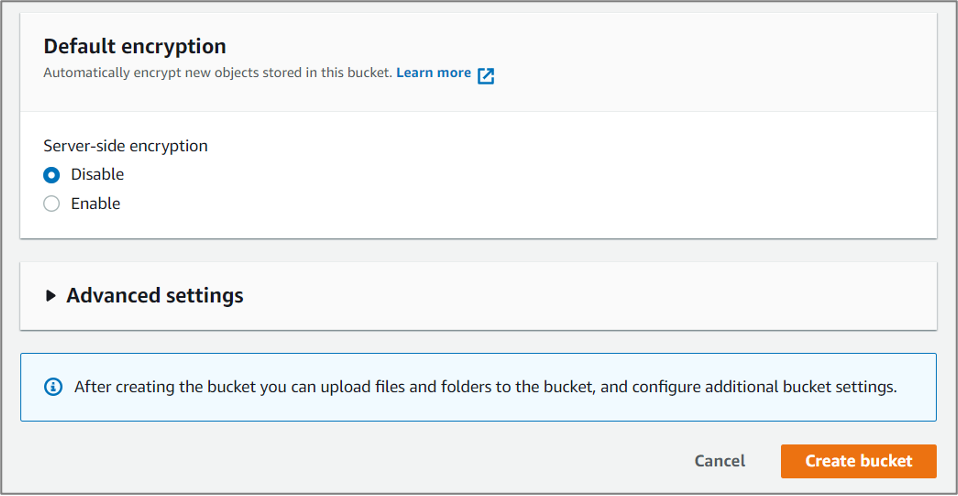 Default encryption
Automatically encrypt new objects stored in this bucket. Learn more
Server-side encryption
Disable
Enable
Advanced settings
After creating the bucket you can upload files and folders to the bucket, and configure additional bucket settings.
Cancel Create bucket